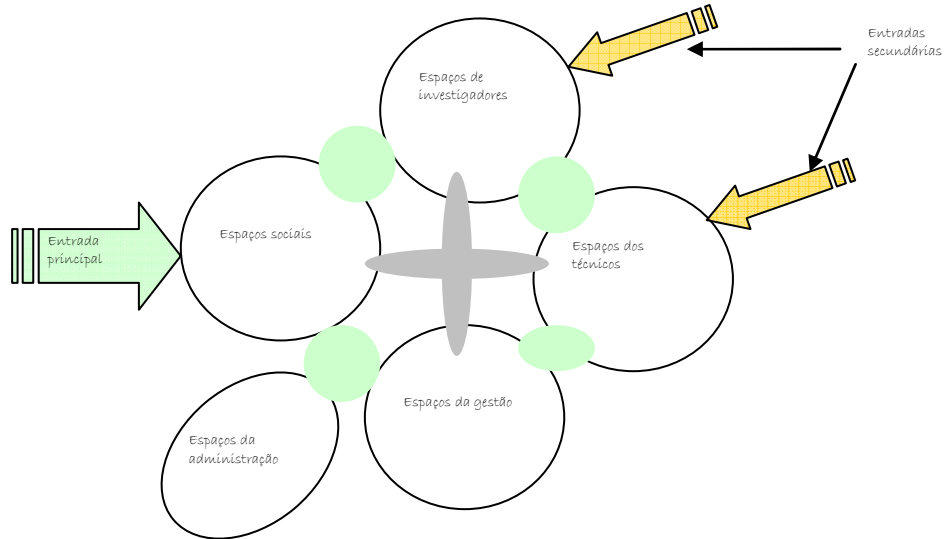 Entradas
secundárias
Espaços de
investigadores
Entrada
principal
Espaços sociais
Espaços dos
técnicos
Espaços da gestão
Espaços da
administração